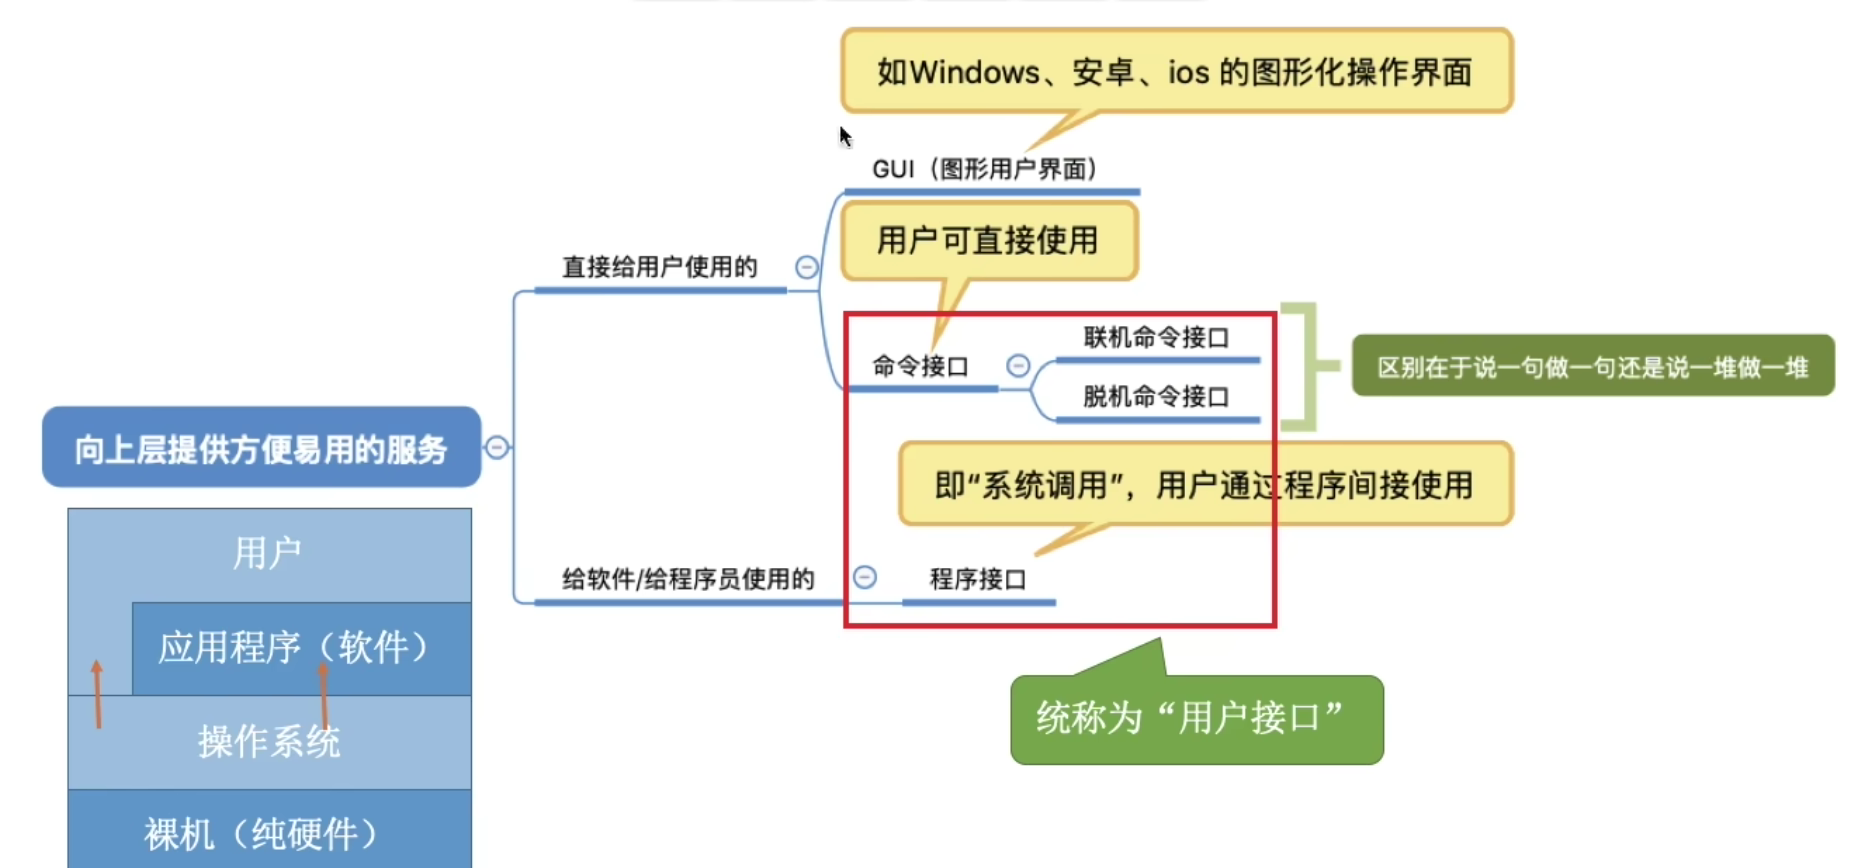 如Windows、安卓、ios 的图形化操作界面
GUI（图形用户界面）
用户可直接使用
直接给用户使用的
联机命令接口
命令接口
脱机命令接口
区别在于说一句做一句还是说一堆做一堆
向上层提供方便易用的服务
即“系统调用”，用户通过程序间接使用
给软件/给程序员使用的
程序接口
统称为“用户接口”
用户
应用程序（软件）
操作系统
裸机（纯硬件）